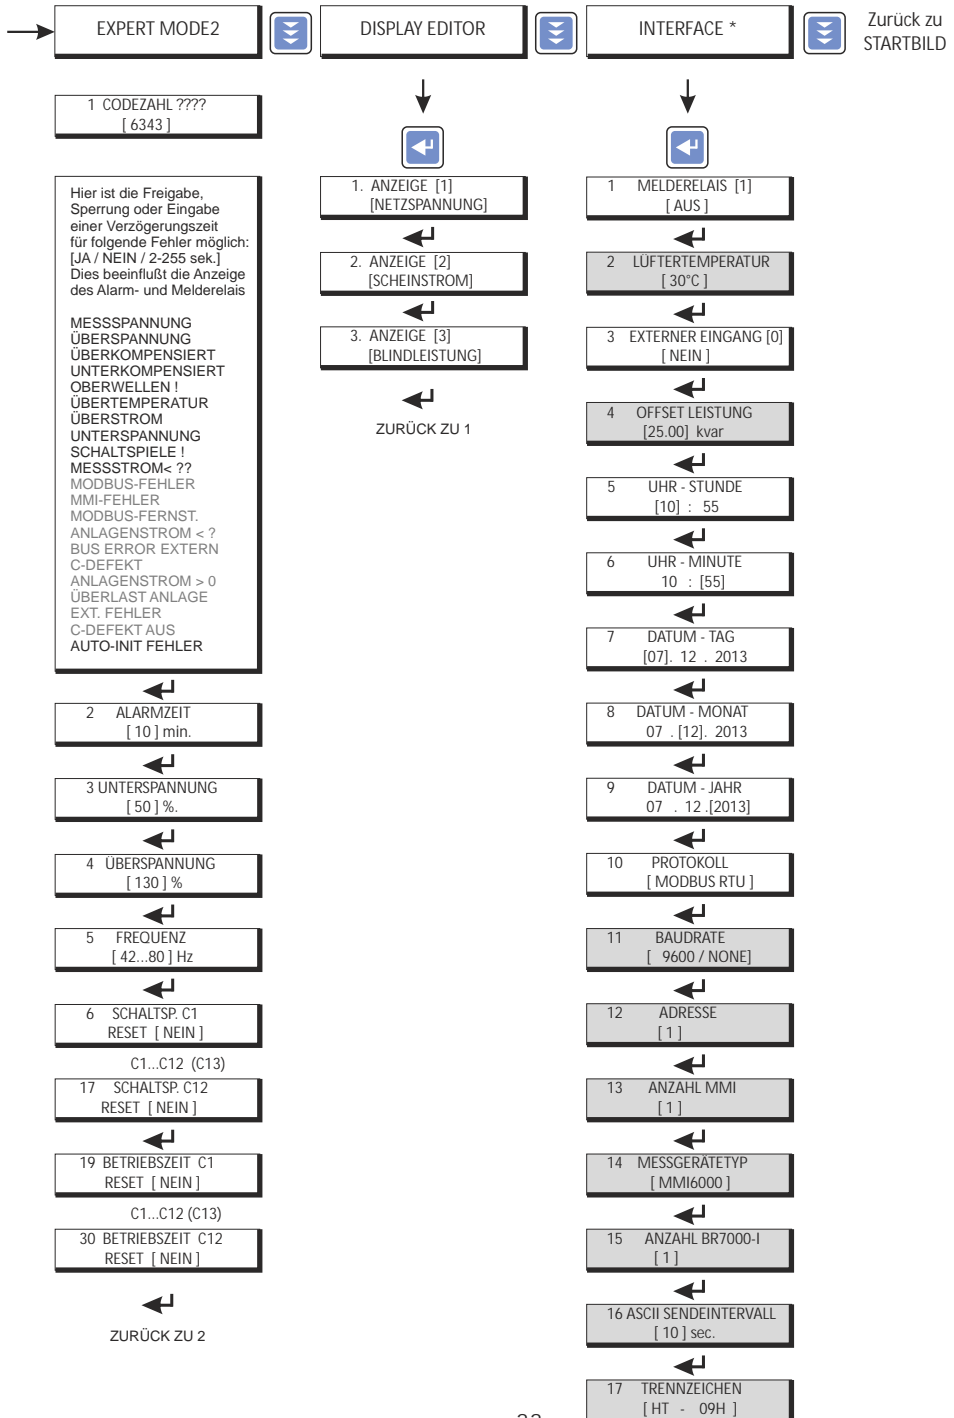 EXPERT MODE2
DISPLAY EDITOR
INTERFACE *
Zurück zu
STARTBILD
1 CODEZAHL ????
[ 6343 ]
Hier ist die Freigabe,
Sperrung oder Eingabe
einer Verzögerungszeit
für folgende Fehler möglich:
[JA / NEIN / 2-255 sek.]
Dies beeinflußt die Anzeige
des Alarm- und Melderelais
MESSSPANNUNG
ÜBERSPANNUNG
ÜBERKOMPENSIERT
UNTERKOMPENSIERT
OBERWELLEN !
ÜBERTEMPERATUR
ÜBERSTROM
UNTERSPANNUNG
SCHALTSPIELE !
MESSSTROM< ??
MODBUS-FEHLER
MMI-FEHLER
MODBUS-FERNST.
ANLAGENSTROM < ?
BUS ERROR EXTERN
C-DEFEKT
ANLAGENSTROM > 0
ÜBERLAST ANLAGE
EXT. FEHLER
C-DEFEKT AUS
AUTO-INIT FEHLER
2 ALARMZEIT
[ 10 ] min.
3 UNTERSPANNUNG
[ 50 ] %.
4 ÜBERSPANNUNG
[ 130 ] %
5 FREQUENZ
[ 42...80 ] Hz
6 SCHALTSP. C1
RESET [ NEIN ]
C1...C12 (C13)
17 SCHALTSP. C12
RESET [ NEIN ]
19 BETRIEBSZEIT C1
RESET [ NEIN ]
C1...C12 (C13)
30 BETRIEBSZEIT C12
RESET [ NEIN ]
ZURÜCK ZU 2
1. ANZEIGE [1]
[NETZSPANNUNG]
2. ANZEIGE [2]
[SCHEINSTROM]
3. ANZEIGE [3]
[BLINDLEISTUNG]
ZURÜCK ZU 1
1 MELDERELAIS [1]
[ AUS ]
2 LÜFTERTEMPERATUR
[ 30°C ]
3 EXTERNER EINGANG [0]
[ NEIN ]
4 OFFSET LEISTUNG
[25.00] kvar
5 UHR - STUNDE
[10] : 55
6 UHR - MINUTE
10 : [55]
7 DATUM - TAG
[07]. 12 . 2013
8 DATUM - MONAT
07 . [12]. 2013
9 DATUM - JAHR
07 . 12 .[2013]
10 PROTOKOLL
[ MODBUS RTU ]
11 BAUDRATE
[ 9600 / NONE]
12 ADRESSE
[ 1 ]
13 ANZAHL MMI
[ 1 ]
14 MESSGERÄTETYP
[ MMI6000 ]
15 ANZAHL BR7000-I
[ 1 ]
16 ASCII SENDEINTERVALL
[ 10 ] sec.
17 TRENNZEICHEN
[ HT - 09H ]